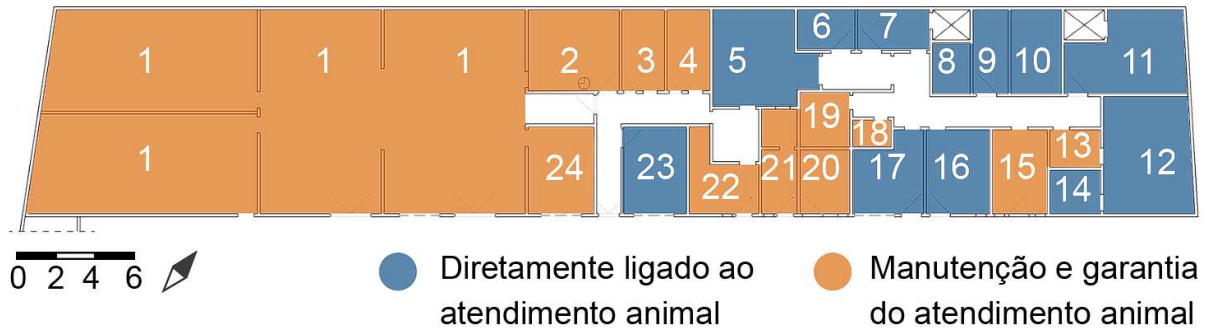 1 1 1 2 3 4 5 6 7 8 9 10 11
1 24 23 22 21 20 19 18 17 16 15 14 13 12
0 2 4 6
Diretamente ligado ao
atendimento animal
Manutenção e garantia
do atendimento animal